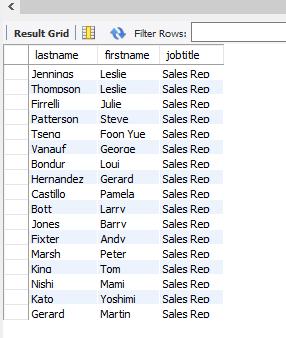 Result Grid Filter Rows:
lastname firstname jobtitle
Jennings Leslie Sales Rep
Thompson Leslie Sales Rep
Firrelli Julie Sales Rep
Patterson Steve Sales Rep
Tseng Foon Yue Sales Rep
Vanauf George Sales Rep
Bondur Loui Sales Rep
Hernandez Gerard Sales Rep
Castillo Pamela Sales Rep
Bott Larry Sales Rep
Jones Barry Sales Rep
Fixter Andy Sales Rep
Marsh Peter Sales Rep
King Tom Sales Rep
Nishi Mami Sales Rep
Kato Yoshimi Sales Rep
Gerard Martin Sales Rep